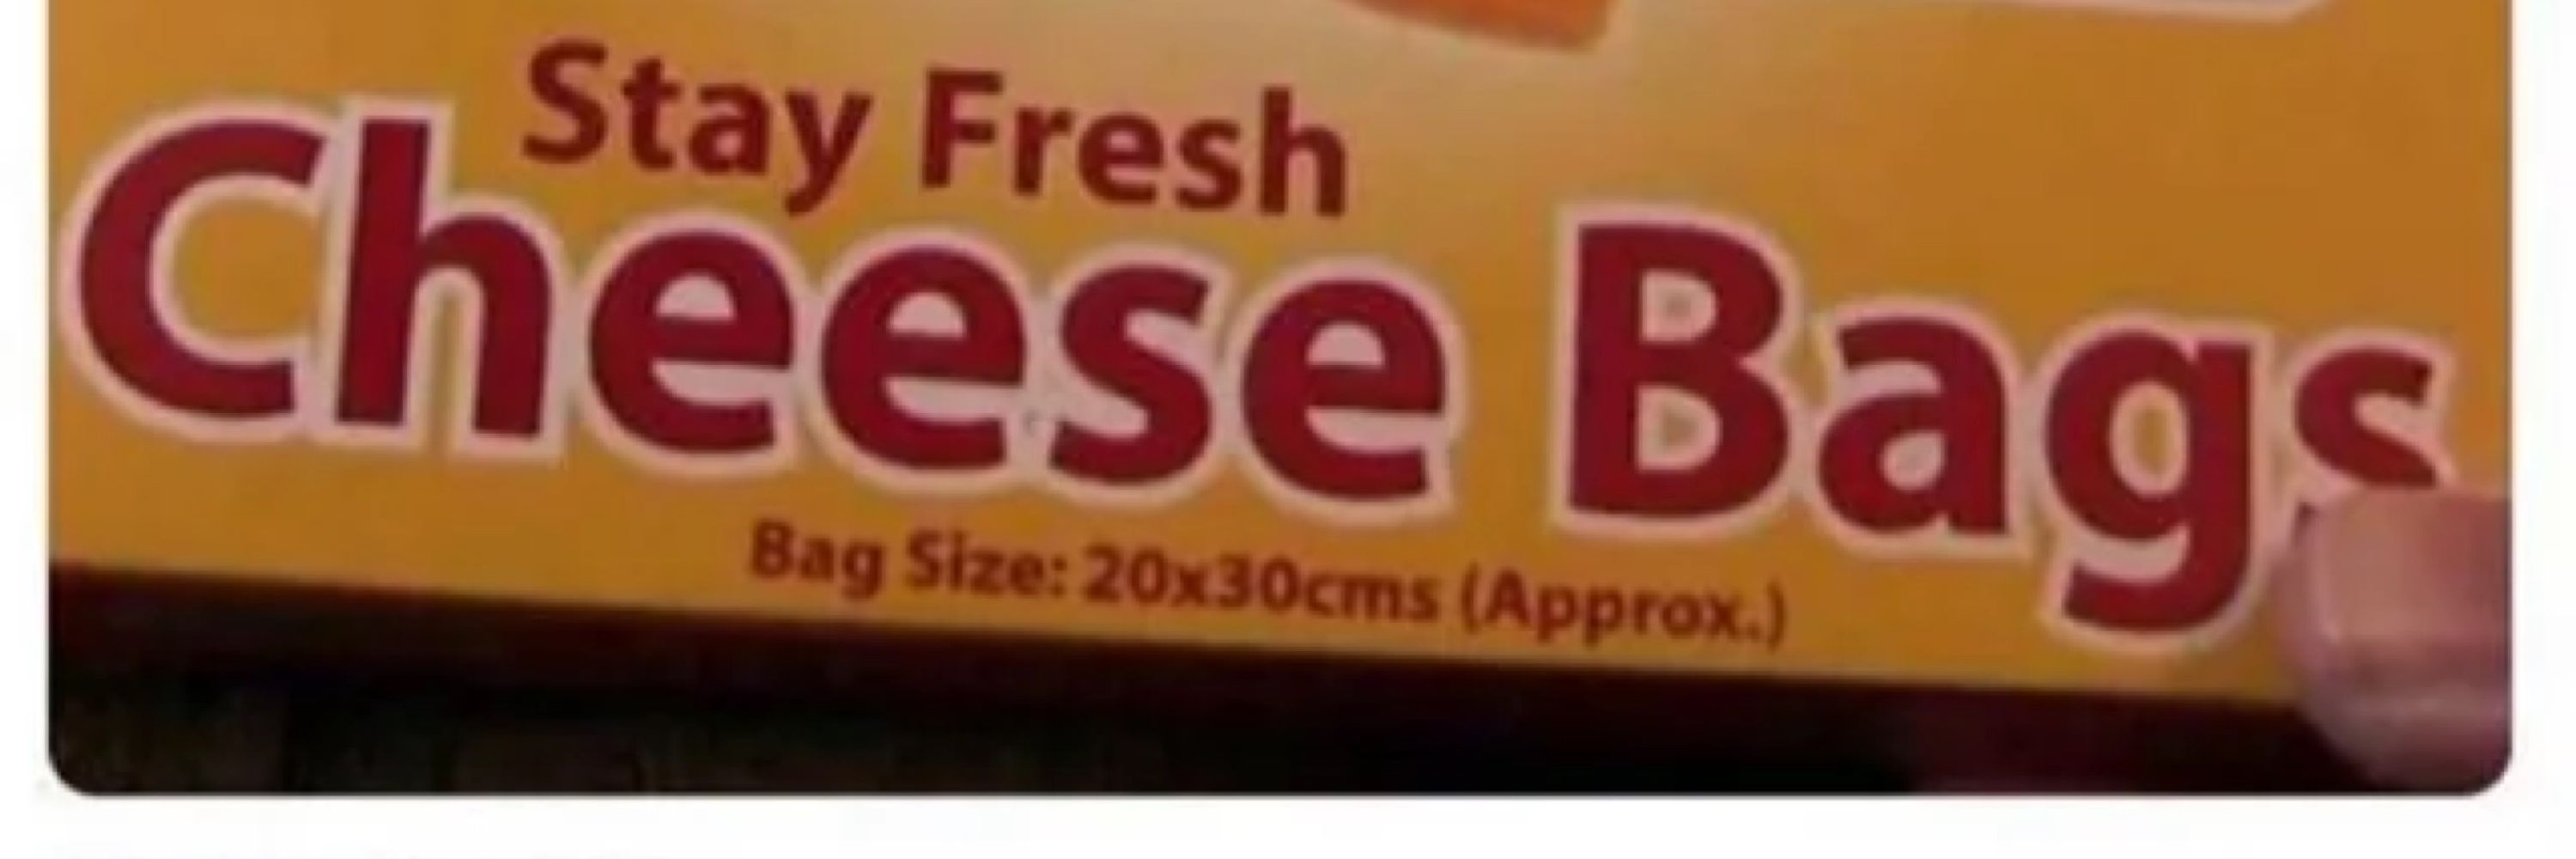 Stay Fresh
Cheese Bags
Bag Size: 20x30cms (Approx.)